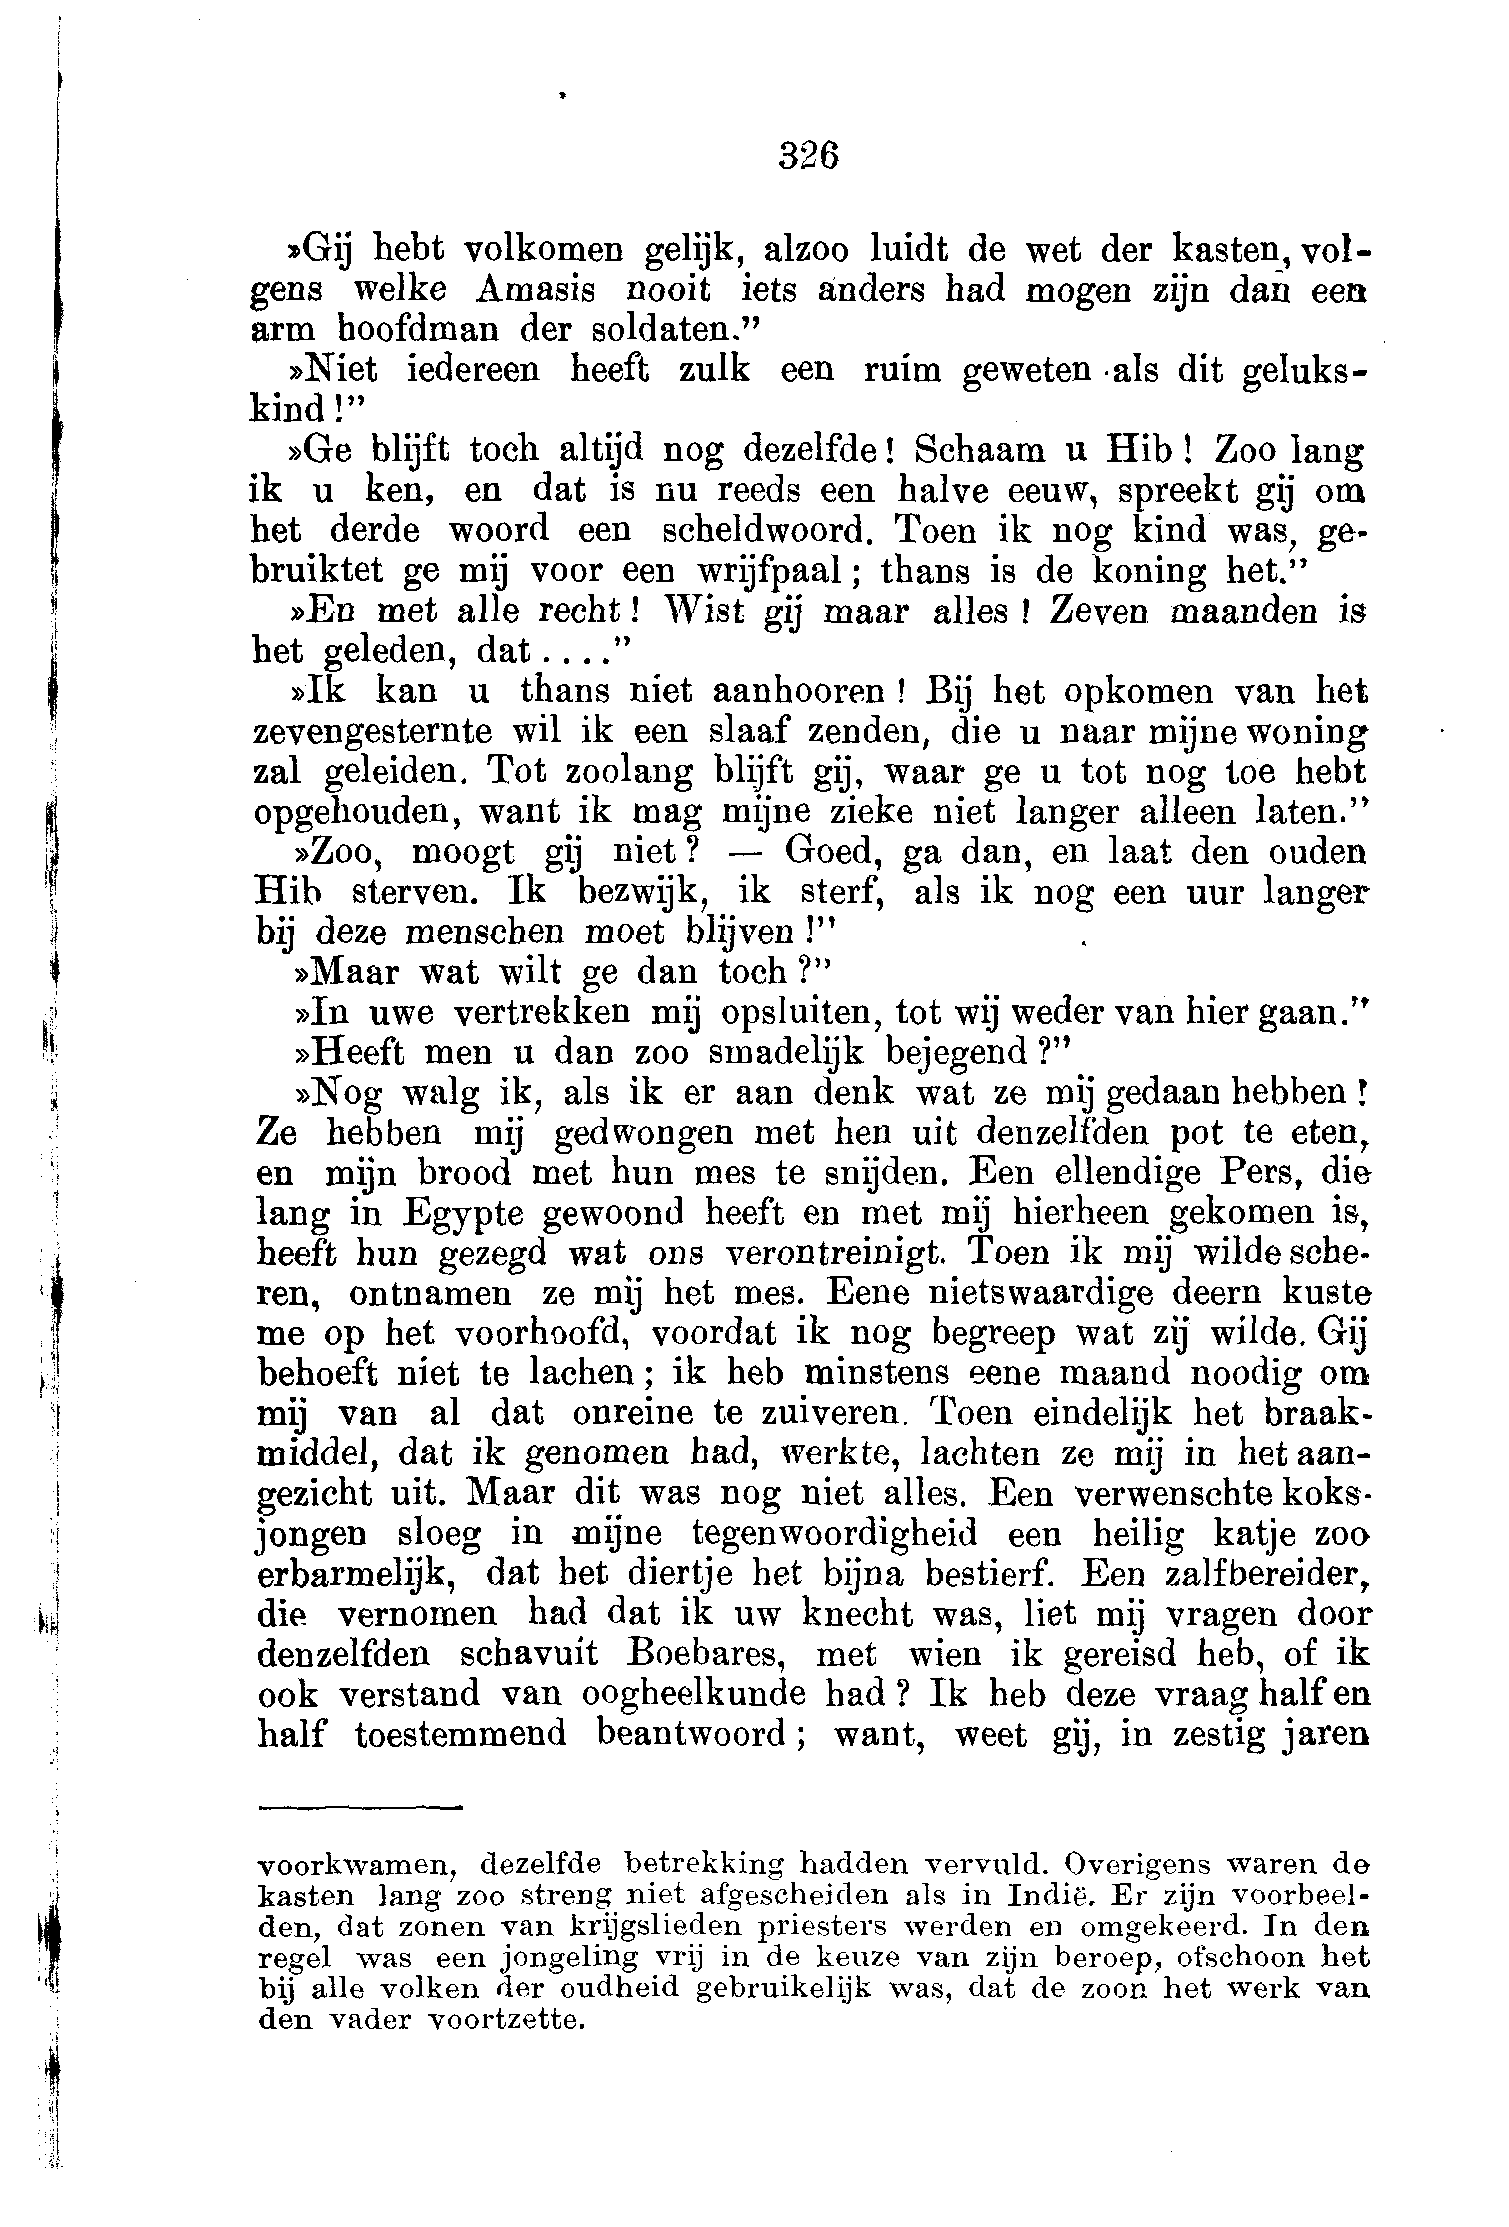 326
»Gij hebt volkomen gelijk, alzoo luidt de wet der kasten, vol-
gens welke Amasis nooit iets anders had mogen zijn dan een
arm hoofdman der soldaten.”
»Niet iedereen heeft zulk een ruim geweten als dit geluks-
kind!”
»Ge blijft toch altijd nog dezelfde! Schaam u Hib! Zoo lang
ik u ken, en dat is nu reeds een halve eeuw, spreekt gij om
het derde woord een scheldwoord. Toen ik nog kind was, ge-
bruiktet ge mij voor een wrijfpaal; thans is de koning het.”
»En met alle recht! Wist gij maar alles! Zeven maanden is
het geleden, dat....”
»Ik kan u thans niet aanhooren! Bij het opkomen van het
zevengesternte wil ik een slaaf zenden, die u naar mijne woning
zal geleiden. Tot zoolang blijft gij, waar ge u tot nog toe hebt
opgehouden, want ik mag mijne zieke niet langer alleen laten.”
»Zoo, moogt gij niet? — Goed, ga dan, en laat den ouden
Hib sterven. Ik bezwijk, ik sterf, als ik nog een uur langer
bij deze menschen moet blijven!”
»Maar wat wilt ge dan toch?”
»In uwe vertrekken mij opsluiten, tot wij weder van hier gaan.”
»Heeft men u dan zoo smadelijk bejegend?”
»Nog walg ik, als ik er aan denk wat ze mij gedaan hebben!
Ze hebben mij gedwongen met hen uit denzelfden pot te eten,
en mijn brood met hun mes te snijden. Een ellendige Pers, die
lang in Egypte gewoond heeft en met mij hierheen gekomen is,
heeft hun gezegd wat ons verontreinigt. Toen ik mij wilde sche-
ren, ontnamen ze mij het mes. Eene nietswaardige deern kuste
me op het voorhoofd, voordat ik nog begreep wat zij wilde. Gij
behoeft niet te lachen; ik heb minstens eene maand noodig om
mij van al dat onreine te zuiveren. Toen eindelijk het braak-
middel, dat ik genomen had, werkte, lachten ze mij in het aan-
gezicht uit. Maar dit was nog niet alles. Een verwenschte koks-
jongen sloeg in mijne tegenwoordigheid een heilig katje zoo
erbarmelijk, dat het diertje het bijna bestierf. Een zalfbereider,
die vernomen had dat ik uw knecht was, liet mij vragen door
denzelfden schavuit Boebares, met wien ik gereisd heb, of ik
ook verstand van oogheelkunde had? Ik heb deze vraag half en
half toestemmend beantwoord; want, weet gij, in zestig jaren
voorkwamen, dezelfde betrekking hadden vervuld. Overigens waren de
kasten lang zoo streng niet afgescheiden als in Indië. Er zijn voorbeel-
den, dat zonen van krijgslieden priesters werden en omgekeerd. In den
regel was een jongeling vrij in de keuze van zijn beroep, ofschoon het
bij alle volken der oudheid gebruikelijk was, dat de zoon het werk van
den vader voortzette.